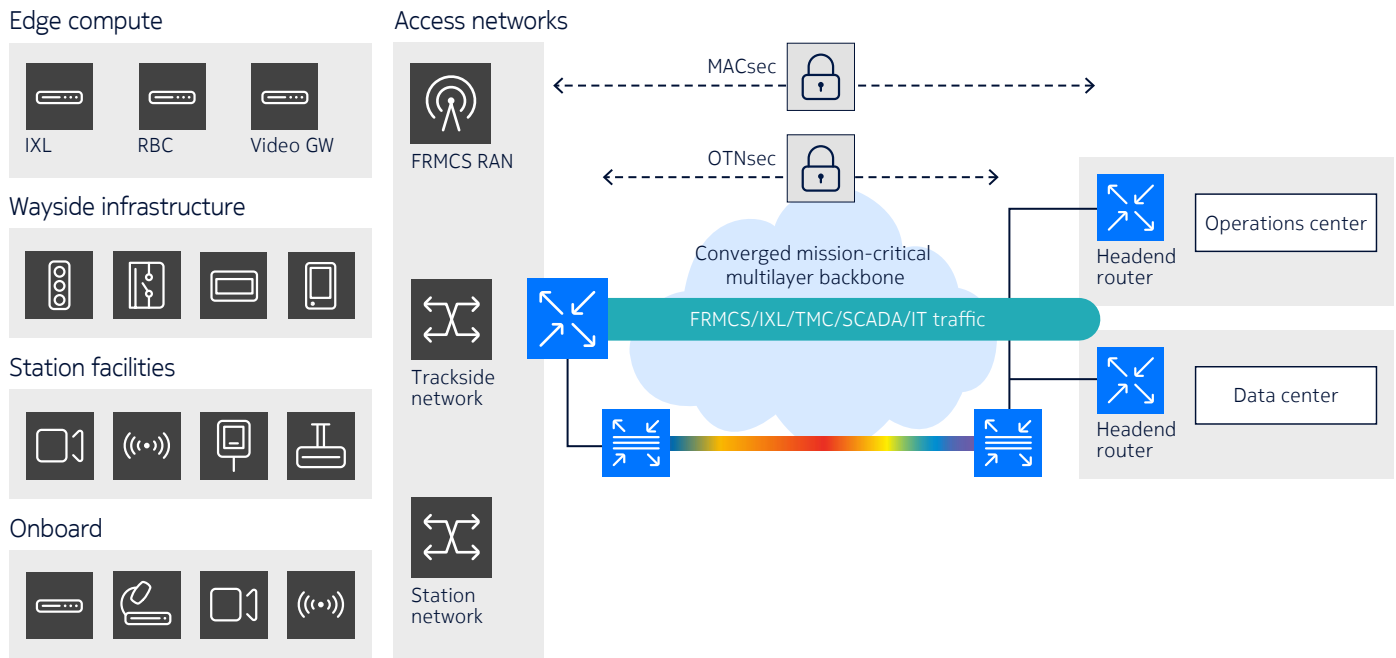 Edge compute
IXL
RBC
Video GW
Wayside infrastructure
Station facilities
Onboard
Access networks
FRMCS RAN
Trackside
network
Station
network
MACsec
OTNsec
Converged mission-critical
multilayer backbone
FRMCS/IXL/TMC/SCADA/IT traffic
Headend
router
Operations center
Headend
router
Data center